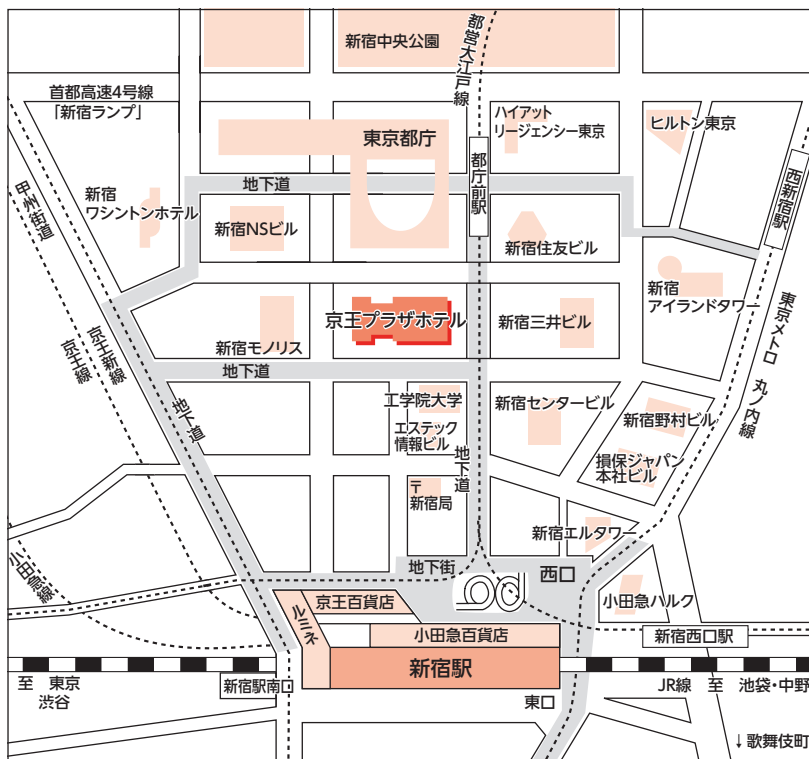 新宿中央公園
都営大江戸線
首都高速4号線
「新宿ランプ」
ハイアット
リージェンシー東京
ヒルトン東京
東京都庁
都庁前駅
西新宿駅
地下道
甲州街道
新宿
ワシントンホテル
新宿NSビル
新宿住友ビル
新宿
アイランドタワー
京王プラザホテル
新宿三井ビル
東京メトロ 丸ノ内線
京王新線
京王線
新宿モノリス
地下道
工学院大学
新宿センタービル
新宿野村ビル
地下道
エステック
情報ビル
地下道
損保ジャパン
本社ビル
〒
新宿局
新宿エルタワー
小田急線
地下街
西口
京王百貨店
小田急ハルク
ルミネ
小田急百貨店
新宿西口駅
新宿駅
至 東京
渋谷
新宿駅南口
東口
JR線 至 池袋・中野
↓歌舞伎町